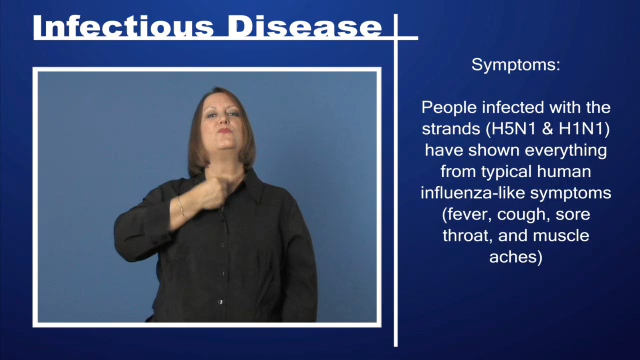 Infectious Disease
Symptoms:
People infected with the
strands (H5N1 & H1N1)
have shown everything
from typical human
influenza-like symptoms
(fever, cough, sore
throat, and muscle
aches)